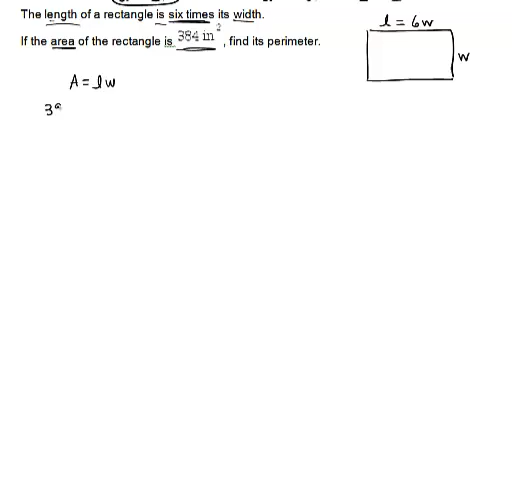 The length of a rectangle is six times its width.
If the area of the rectangle is 384 in², find its perimeter.
l = 6w
w
A = lw